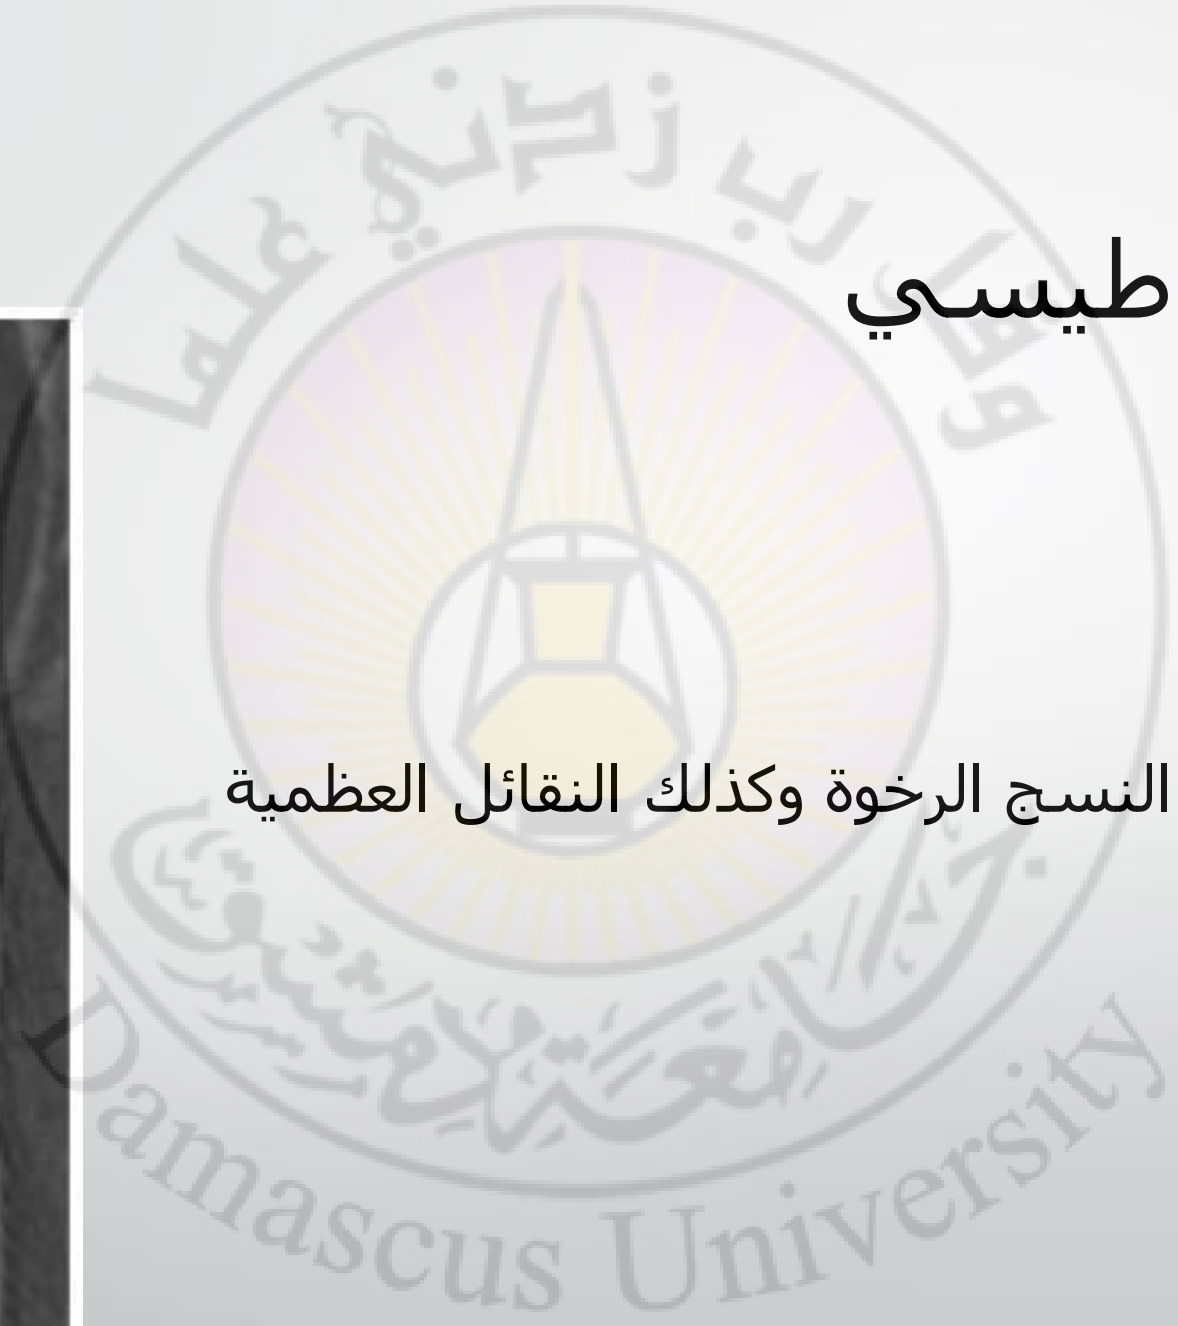 وقل رب زدني علما
طيسي
النسج الرخوة وكذلك النقائل العظمية
جامعة دمشق
Damascus University